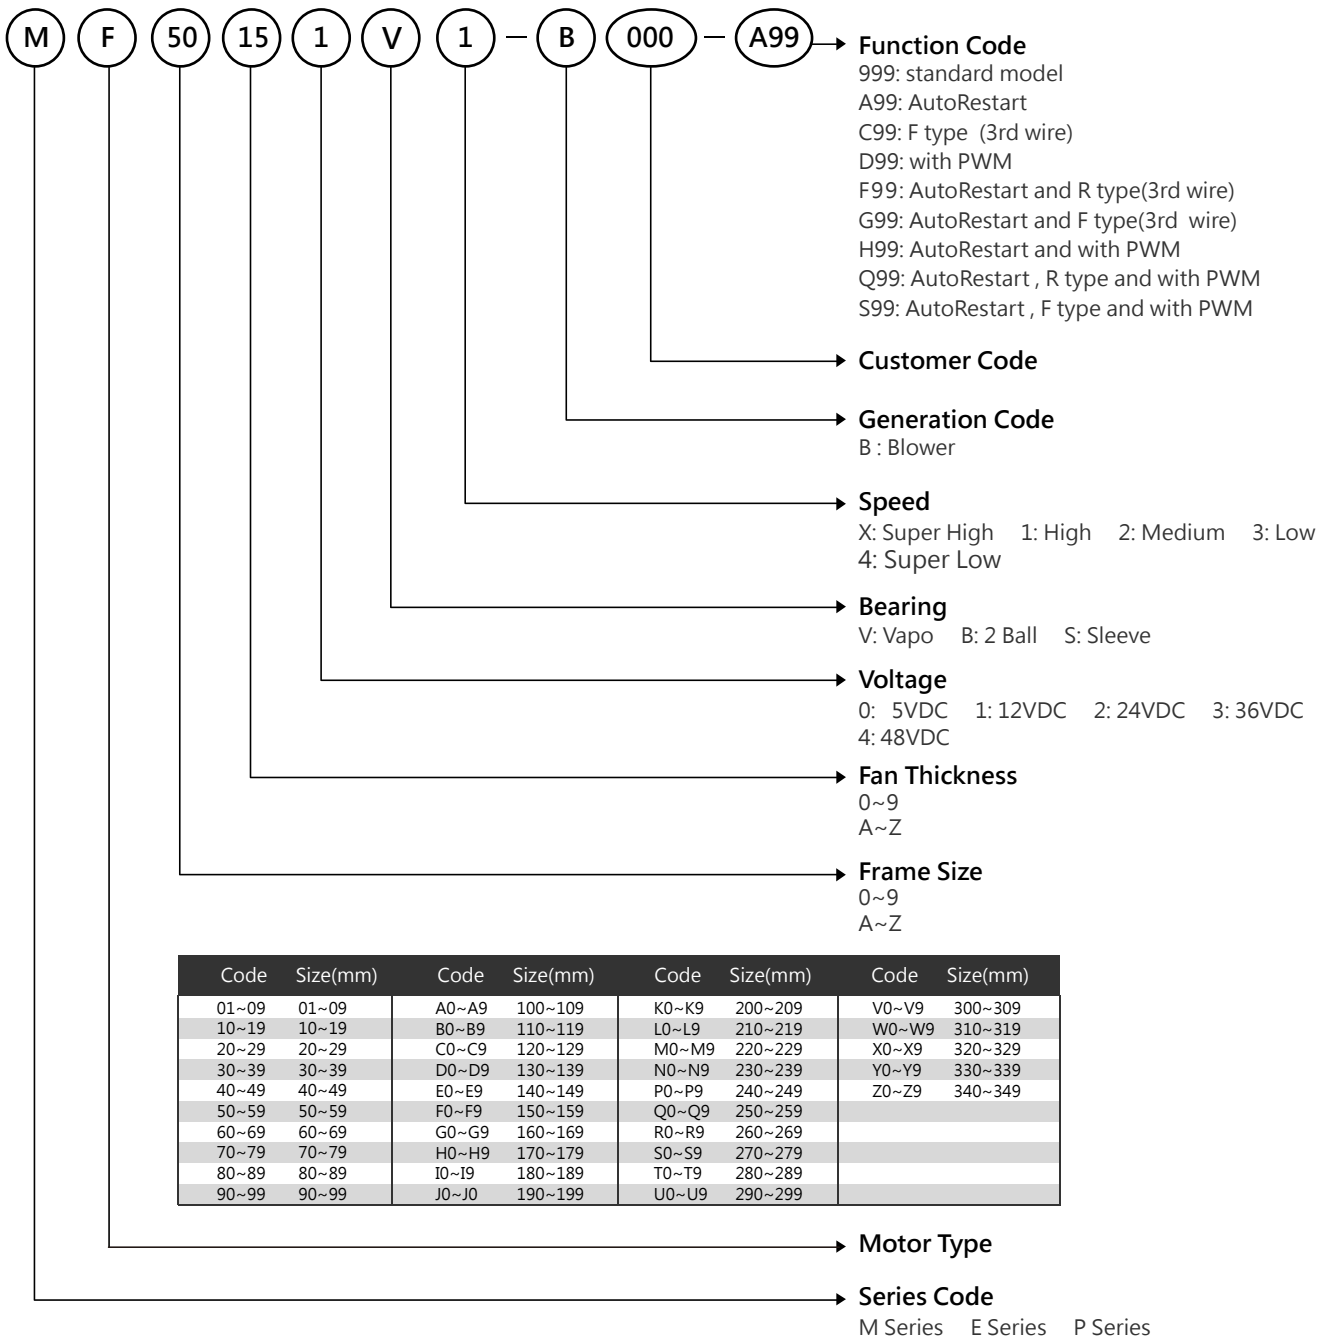 M F 50 15 1 V 1 — B 000 — A99
Function Code
999: standard model
A99: AutoRestart
C99: F type (3rd wire)
D99: with PWM
F99: AutoRestart and R type(3rd wire)
G99: AutoRestart and F type(3rd wire)
H99: AutoRestart and with PWM
Q99: AutoRestart , R type and with PWM
S99: AutoRestart , F type and with PWM
Customer Code
Generation Code
B : Blower
Speed
X: Super High 1: High 2: Medium 3: Low
4: Super Low
Bearing
V: Vapo B: 2 Ball S: Sleeve
Voltage
0: 5VDC 1: 12VDC 2: 24VDC 3: 36VDC
4: 48VDC
Fan Thickness
0~9
A~Z
Frame Size
0~9
A~Z
Code Size(mm) Code Size(mm) Code Size(mm) Code Size(mm)
01~09 01~09 A0~A9 100~109 K0~K9 200~209 V0~V9 300~309
10~19 10~19 B0~B9 110~119 L0~L9 210~219 W0~W9 310~319
20~29 20~29 C0~C9 120~129 M0~M9 220~229 X0~X9 320~329
30~39 30~39 D0~D9 130~139 N0~N9 230~239 Y0~Y9 330~339
40~49 40~49 E0~E9 140~149 P0~P9 240~249 Z0~Z9 340~349
50~59 50~59 F0~F9 150~159 Q0~Q9 250~259
60~69 60~69 G0~G9 160~169 R0~R9 260~269
70~79 70~79 H0~H9 170~179 S0~S9 270~279
80~89 80~89 I0~I9 180~189 T0~T9 280~289
90~99 90~99 J0~J0 190~199 U0~U9 290~299
Motor Type
Series Code
M Series E Series P Series